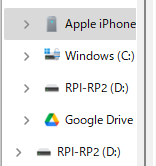 Apple iPhone
Windows (C:)
RPI-RP2 (D:)
Google Drive
RPI-RP2 (D:)